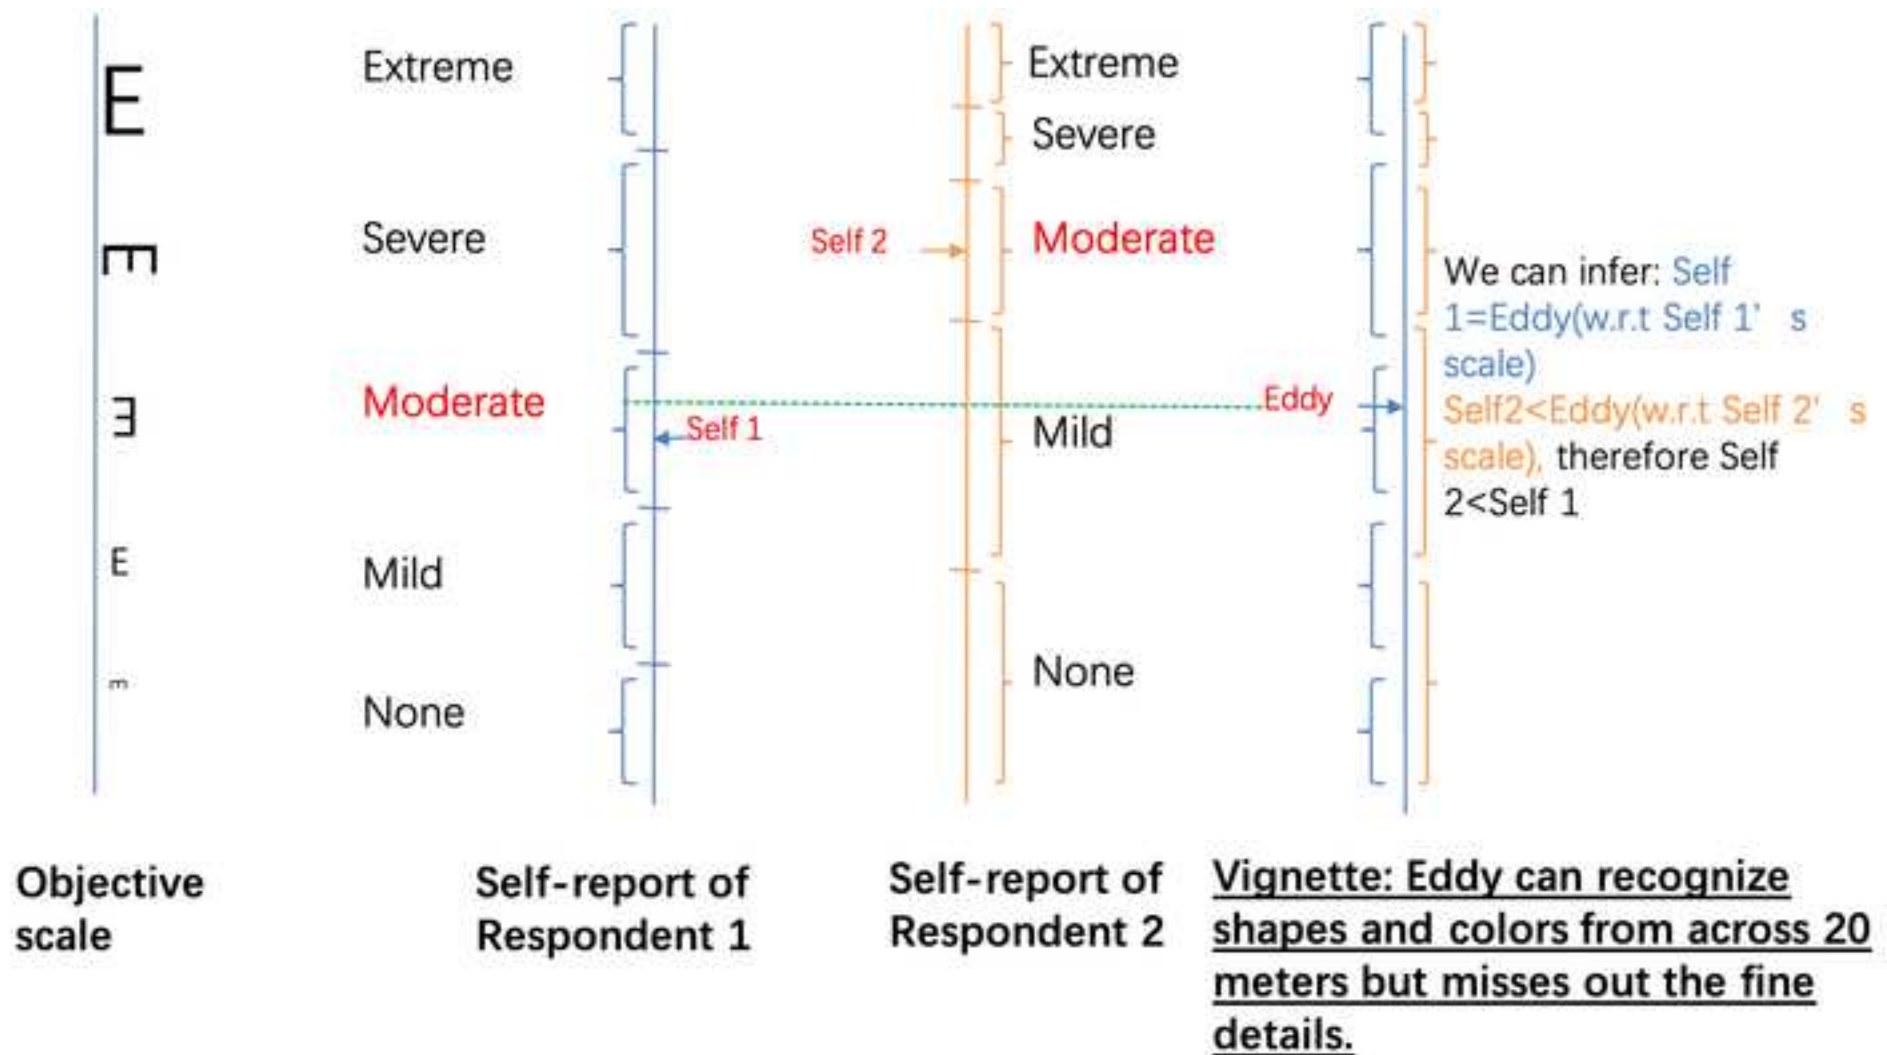 E
E
E
E
E
Extreme
Severe
Moderate
Mild
None
Self 1
Self 2
Extreme
Severe
Moderate
Mild
None
Eddy
We can infer: Self
1=Eddy(w.r.t Self 1' s
scale)
Self2<Eddy(w.r.t Self 2' s
scale), therefore Self
2<Self 1
Objective
scale
Self-report of
Respondent 1
Self-report of
Respondent 2
Vignette: Eddy can recognize
shapes and colors from across 20
meters but misses out the fine
details.